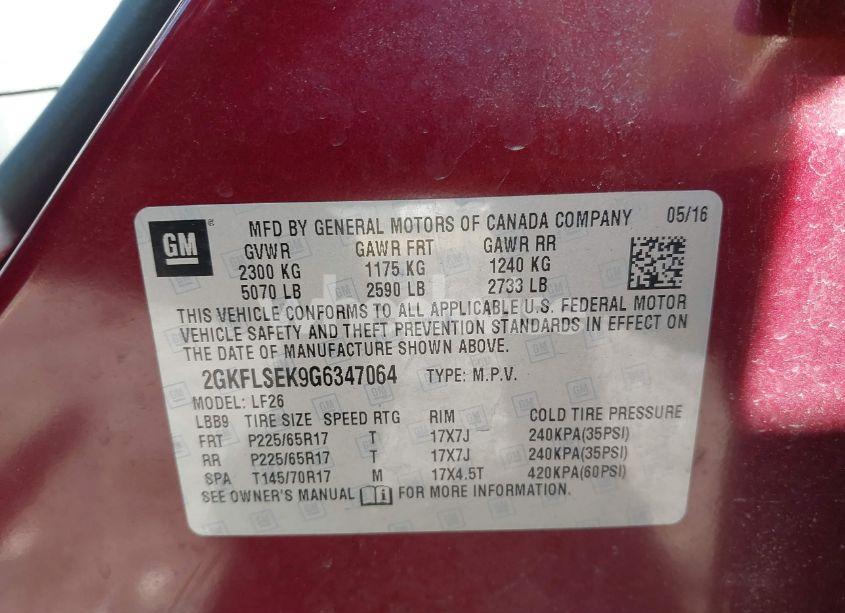 GM
MFD BY GENERAL MOTORS OF CANADA COMPANY 05/16
GVWR GAWR FRT GAWR RR
2300 KG 1175 KG 1240 KG
5070 LB 2590 LB 2733 LB
THIS VEHICLE CONFORMS TO ALL APPLICABLE U.S. FEDERAL MOTOR
VEHICLE SAFETY AND THEFT PREVENTION STANDARDS IN EFFECT ON
THE DATE OF MANUFACTURE SHOWN ABOVE.
2GKFLSEK9G6347064 TYPE: M.P.V.
MODEL: LF26
LBB9 TIRE SIZE SPEED RTG RIM COLD TIRE PRESSURE
FRT P225/65R17 T 17X7J 240KPA(35PSI)
RR P225/65R17 T 17X7J 240KPA(35PSI)
SPA T145/70R17 M 17X4.5T 420KPA(60PSI)
SEE OWNER'S MANUAL FOR MORE INFORMATION.